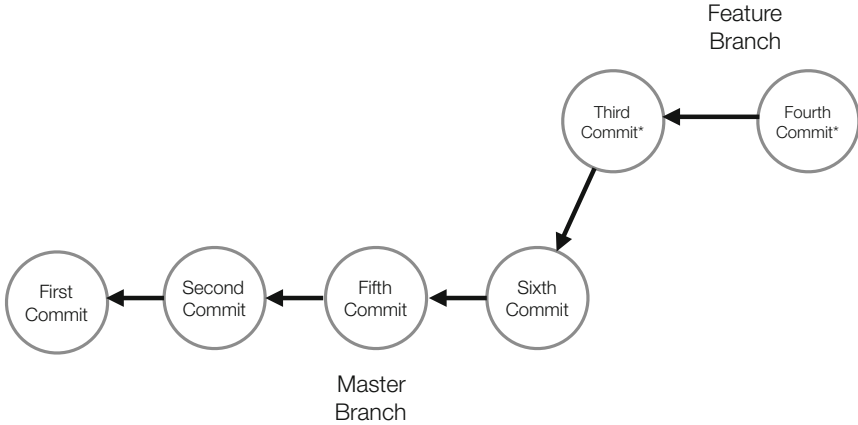 Feature
Branch
Third
Commit*
Fourth
Commit*
First
Commit
Second
Commit
Fifth
Commit
Sixth
Commit
Master
Branch